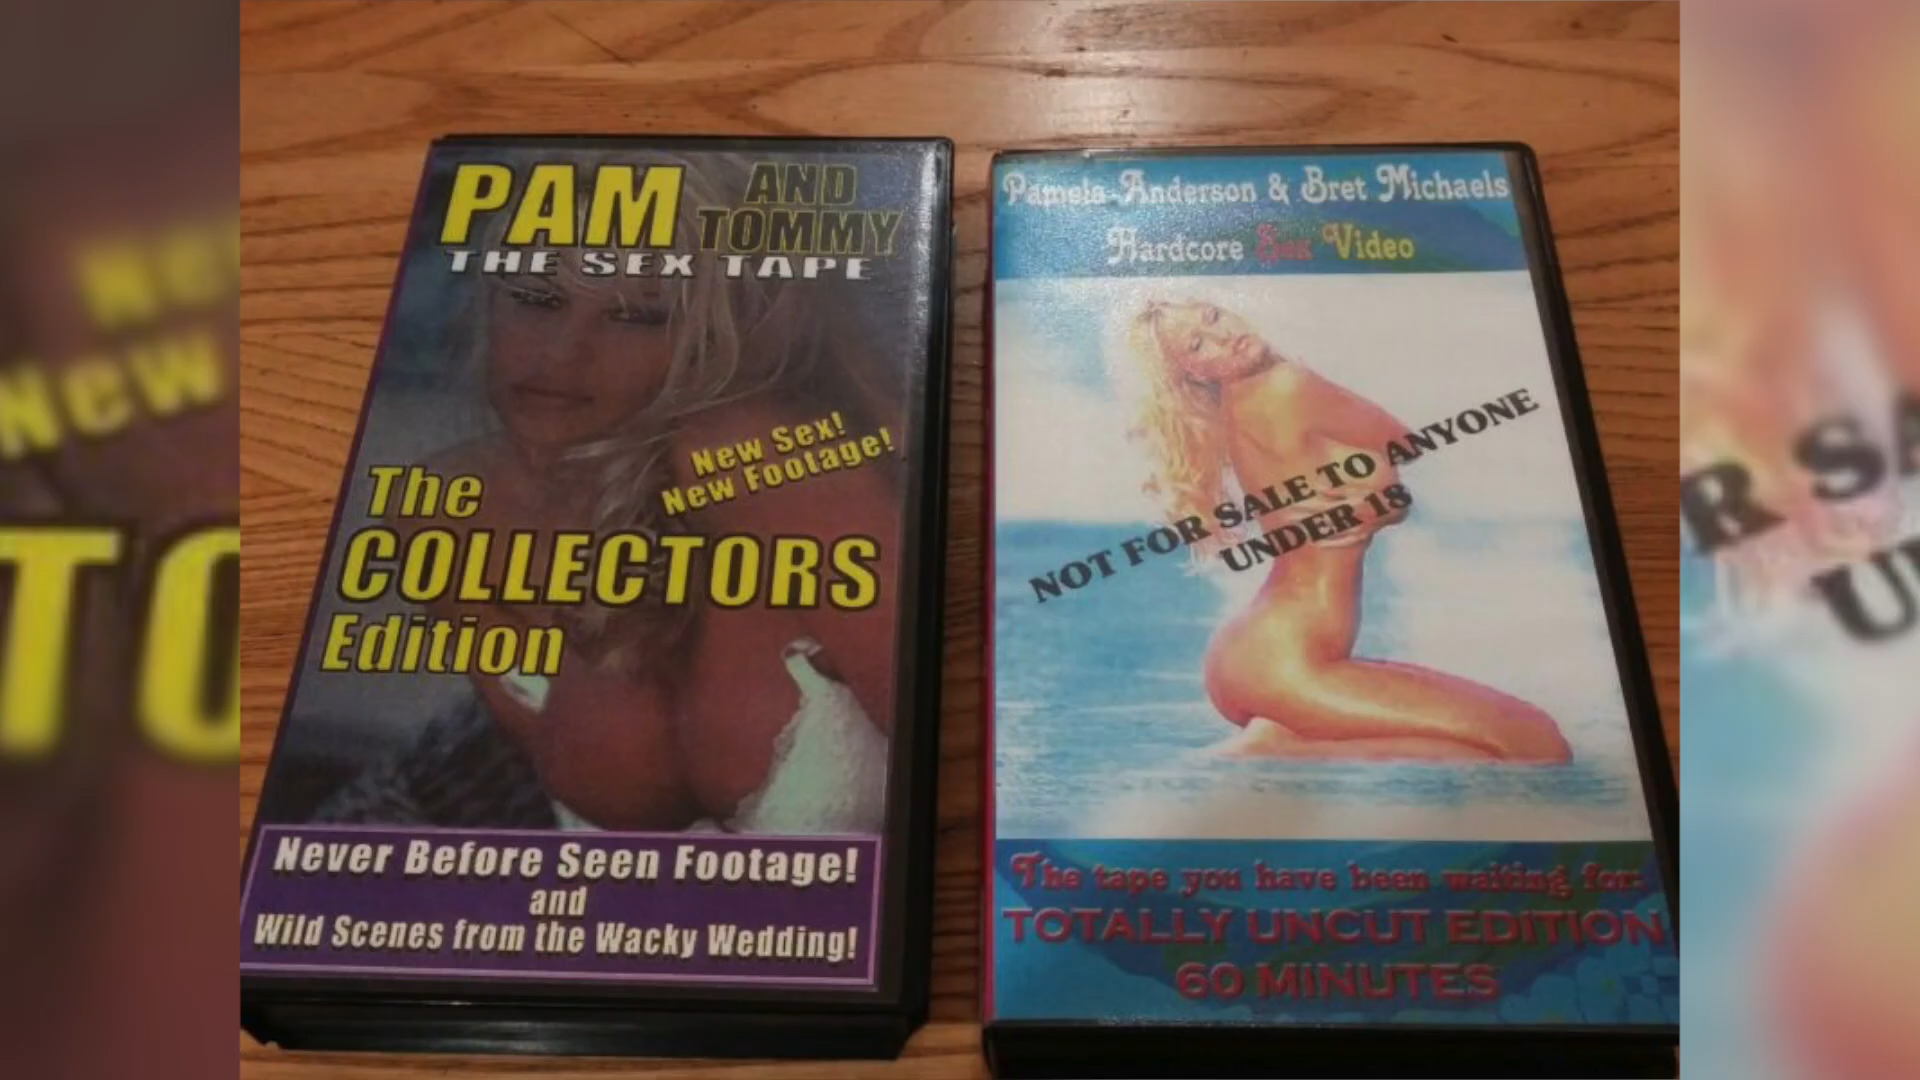 PAM AND
TOMMY
THE SEX TAPE
New Sex!
New Footage!
The
COLLECTORS
Edition
Never Before Seen Footage!
and
Wild Scenes from the Wacky Wedding!
Pamela Anderson & Bret Michaels
Hardcore Sex Video
NOT FOR SALE TO ANYONE
UNDER 18
The tape you have been waiting for:
TOTALLY UNCUT EDITION
60 MINUTES